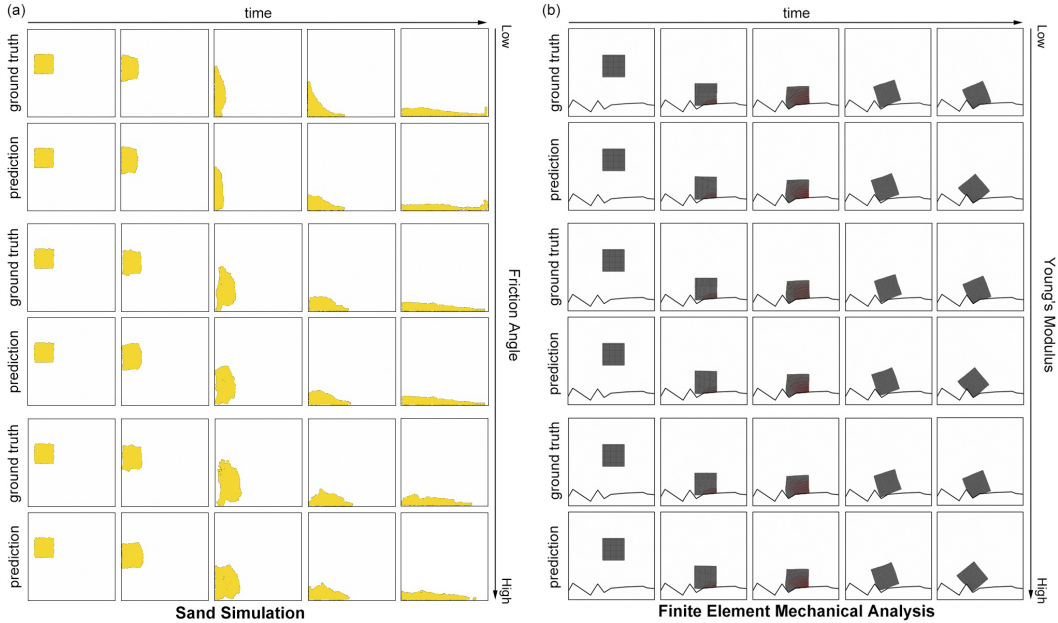 (a)
time
Low
ground truth
prediction
ground truth
prediction
ground truth
prediction
Friction Angle
High
Sand Simulation
(b)
time
Low
ground truth
prediction
ground truth
prediction
ground truth
prediction
Young's Modulus
High
Finite Element Mechanical Analysis